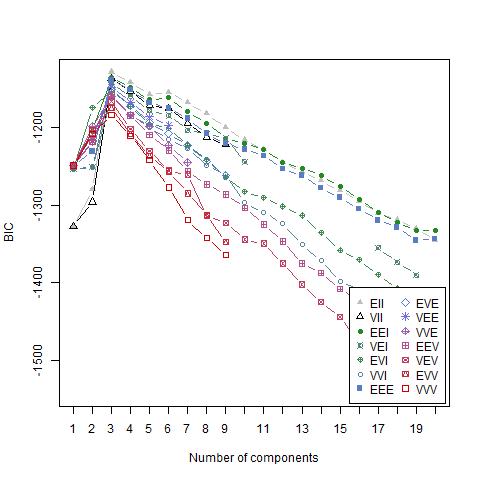 BIC
-1200
-1300
-1400
-1500
1 2 3 4 5 6 7 8 9 11 13 15 17 19
Number of components
EII EVE
VII VEE
EEI VVE
VEI EEV
EVI VEV
VVI EVV
EEE VVV